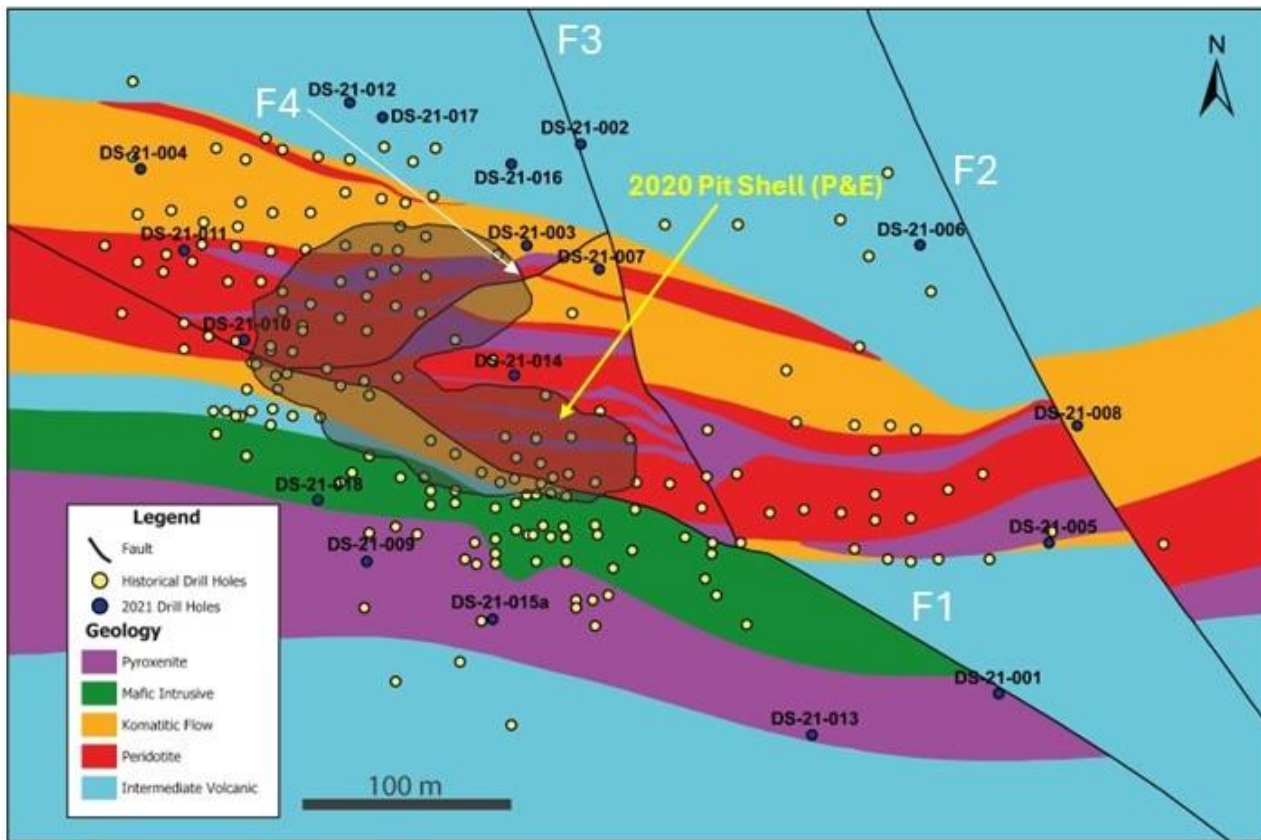 F3
N
DS-21-012
F4
DS-21-017
DS-21-002
F2
DS-21-004
DS-21-016
2020 Pit Shell (P&E)
DS-21-011
DS-21-003
DS-21-006
DS-21-007
DS-21-010
DS-21-014
DS-21-008
DS-21-018
DS-21-005
DS-21-009
DS-21-015a
F1
DS-21-001
DS-21-013
Legend
Fault
Historical Drill Holes
2021 Drill Holes
Geology
Pyroxenite
Mafic Intrusive
Komatitic Flow
Peridotite
Intermediate Volcanic
100 m